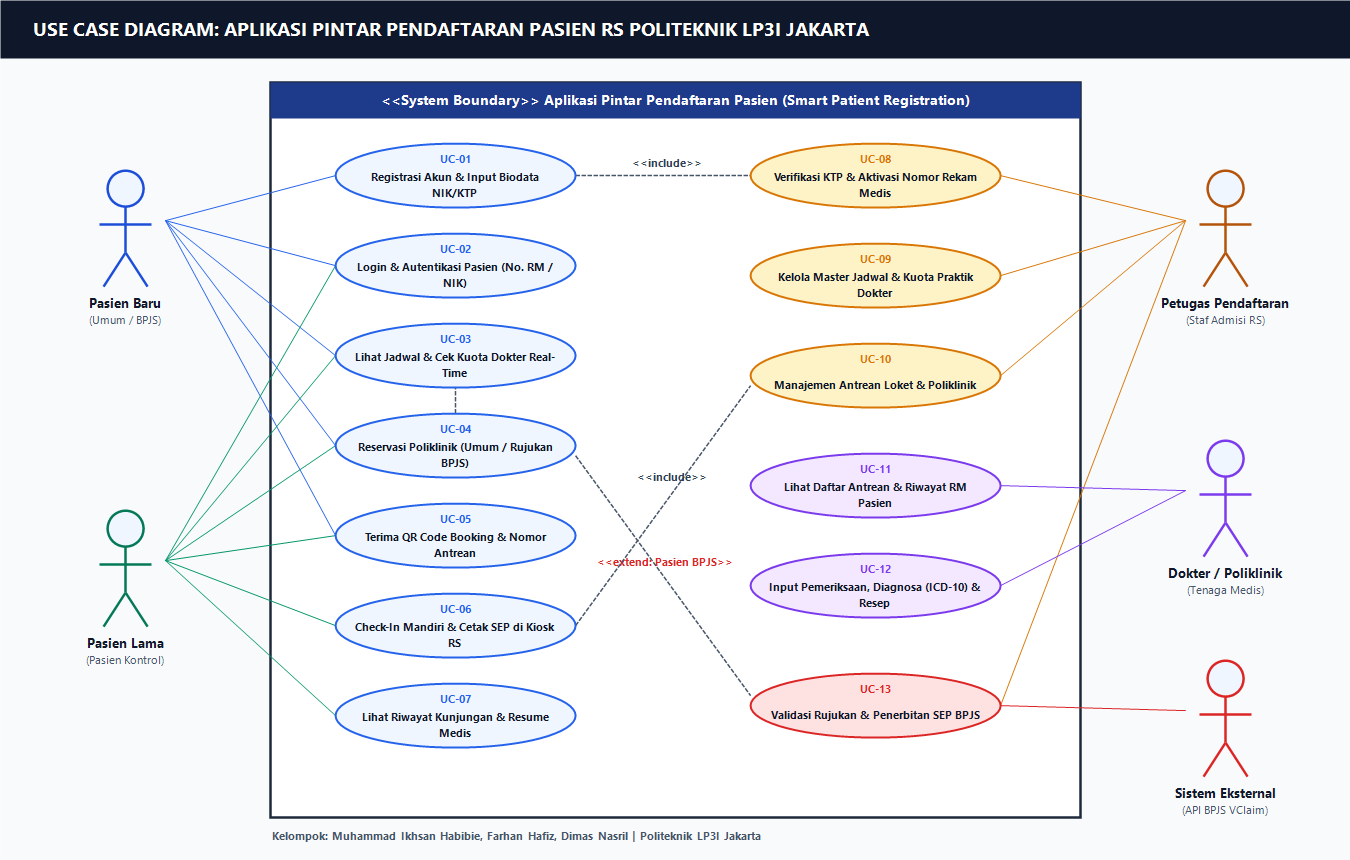 USE CASE DIAGRAM: APLIKASI PINTAR PENDAFTARAN PASIEN RS POLITEKNIK LP3I JAKARTA
<<System Boundary>> Aplikasi Pintar Pendaftaran Pasien (Smart Patient Registration)
UC-01
Registrasi Akun & Input Biodata
NIK/KTP
<<include>>
UC-08
Verifikasi KTP & Aktivasi Nomor Rekam
Medis
UC-02
Login & Autentikasi Pasien (No. RM /
NIK)
UC-09
Kelola Master Jadwal & Kuota Praktik
Dokter
Pasien Baru
(Umum / BPJS)
Petugas Pendaftaran
(Staf Admisi RS)
UC-03
Lihat Jadwal & Cek Kuota Dokter Real-
Time
UC-10
Manajemen Antrean Loket & Poliklinik
UC-04
Reservasi Poliklinik (Umum / Rujukan
BPJS)
<<include>>
UC-11
Lihat Daftar Antrean & Riwayat RM
Pasien
UC-05
Terima QR Code Booking & Nomor
Antrean
<<extend: Pasien BPJS>>
UC-12
Input Pemeriksaan, Diagnosa (ICD-10) &
Resep
Dokter / Poliklinik
(Tenaga Medis)
UC-06
Check-In Mandiri & Cetak SEP di Kiosk
RS
Pasien Lama
(Pasien Kontrol)
UC-07
Lihat Riwayat Kunjungan & Resume
Medis
UC-13
Validasi Rujukan & Penerbitan SEP BPJS
Sistem Eksternal
(API BPJS VClaim)
Kelompok: Muhammad Ikhsan Habibie, Farhan Hafiz, Dimas Nasril | Politeknik LP3I Jakarta